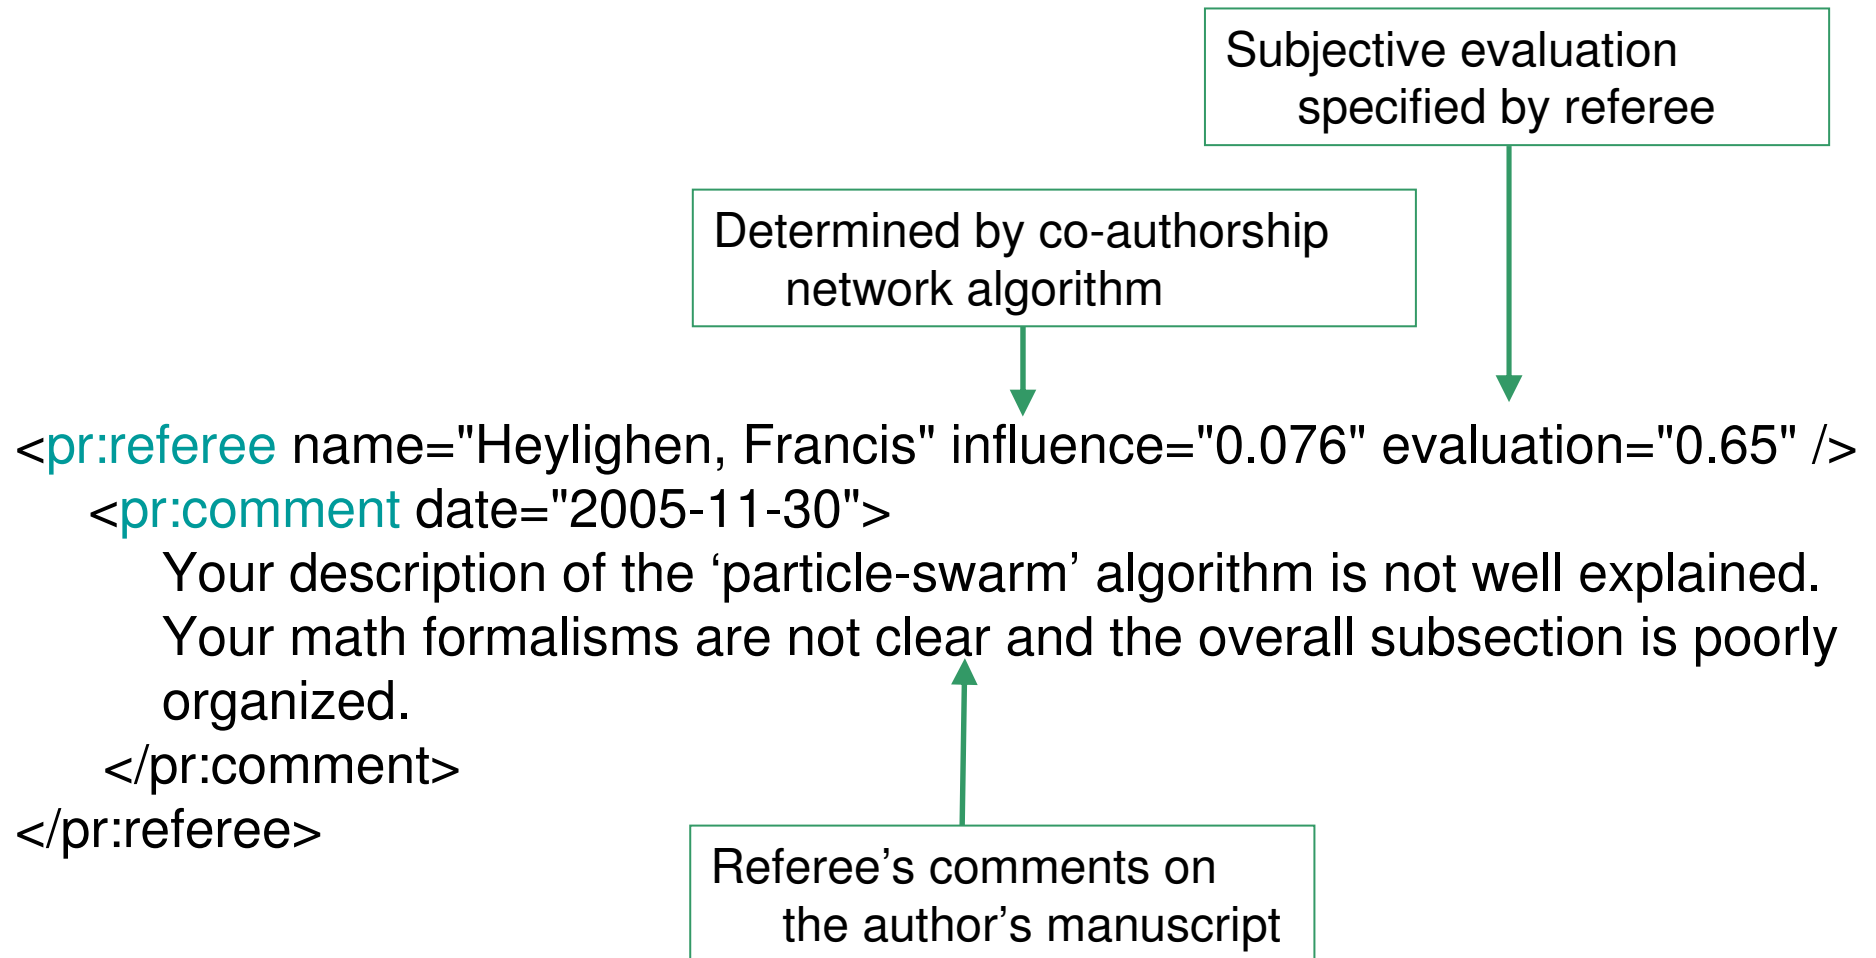 Subjective evaluation
specified by referee
Determined by co-authorship
network algorithm
<pr:referee name="Heylighen, Francis" influence="0.076" evaluation="0.65" />
<pr:comment date="2005-11-30">
Your description of the ‘particle-swarm’ algorithm is not well explained.
Your math formalisms are not clear and the overall subsection is poorly
organized.
</pr:comment>
</pr:referee>
Referee’s comments on
the author’s manuscript